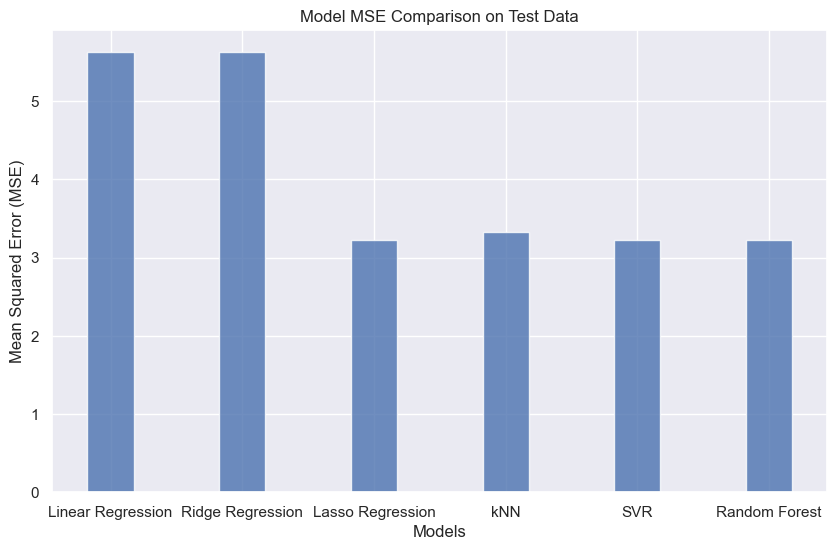 Model MSE Comparison on Test Data
Mean Squared Error (MSE)
5
4
3
2
1
0
Linear Regression Ridge Regression Lasso Regression kNN SVR Random Forest
Models